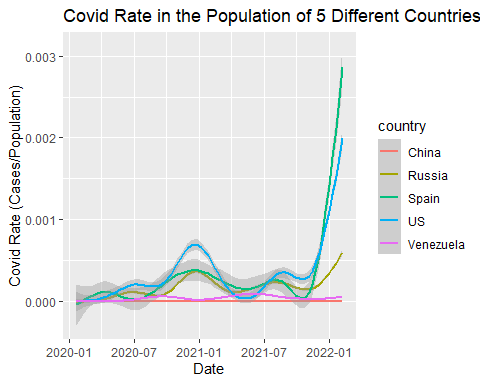 Covid Rate in the Population of 5 Different Countries
Covid Rate (Cases/Population)
0.003
0.002
0.001
0.000
2020-01
2020-07
2021-01
2021-07
2022-01
Date
country
China
Russia
Spain
US
Venezuela